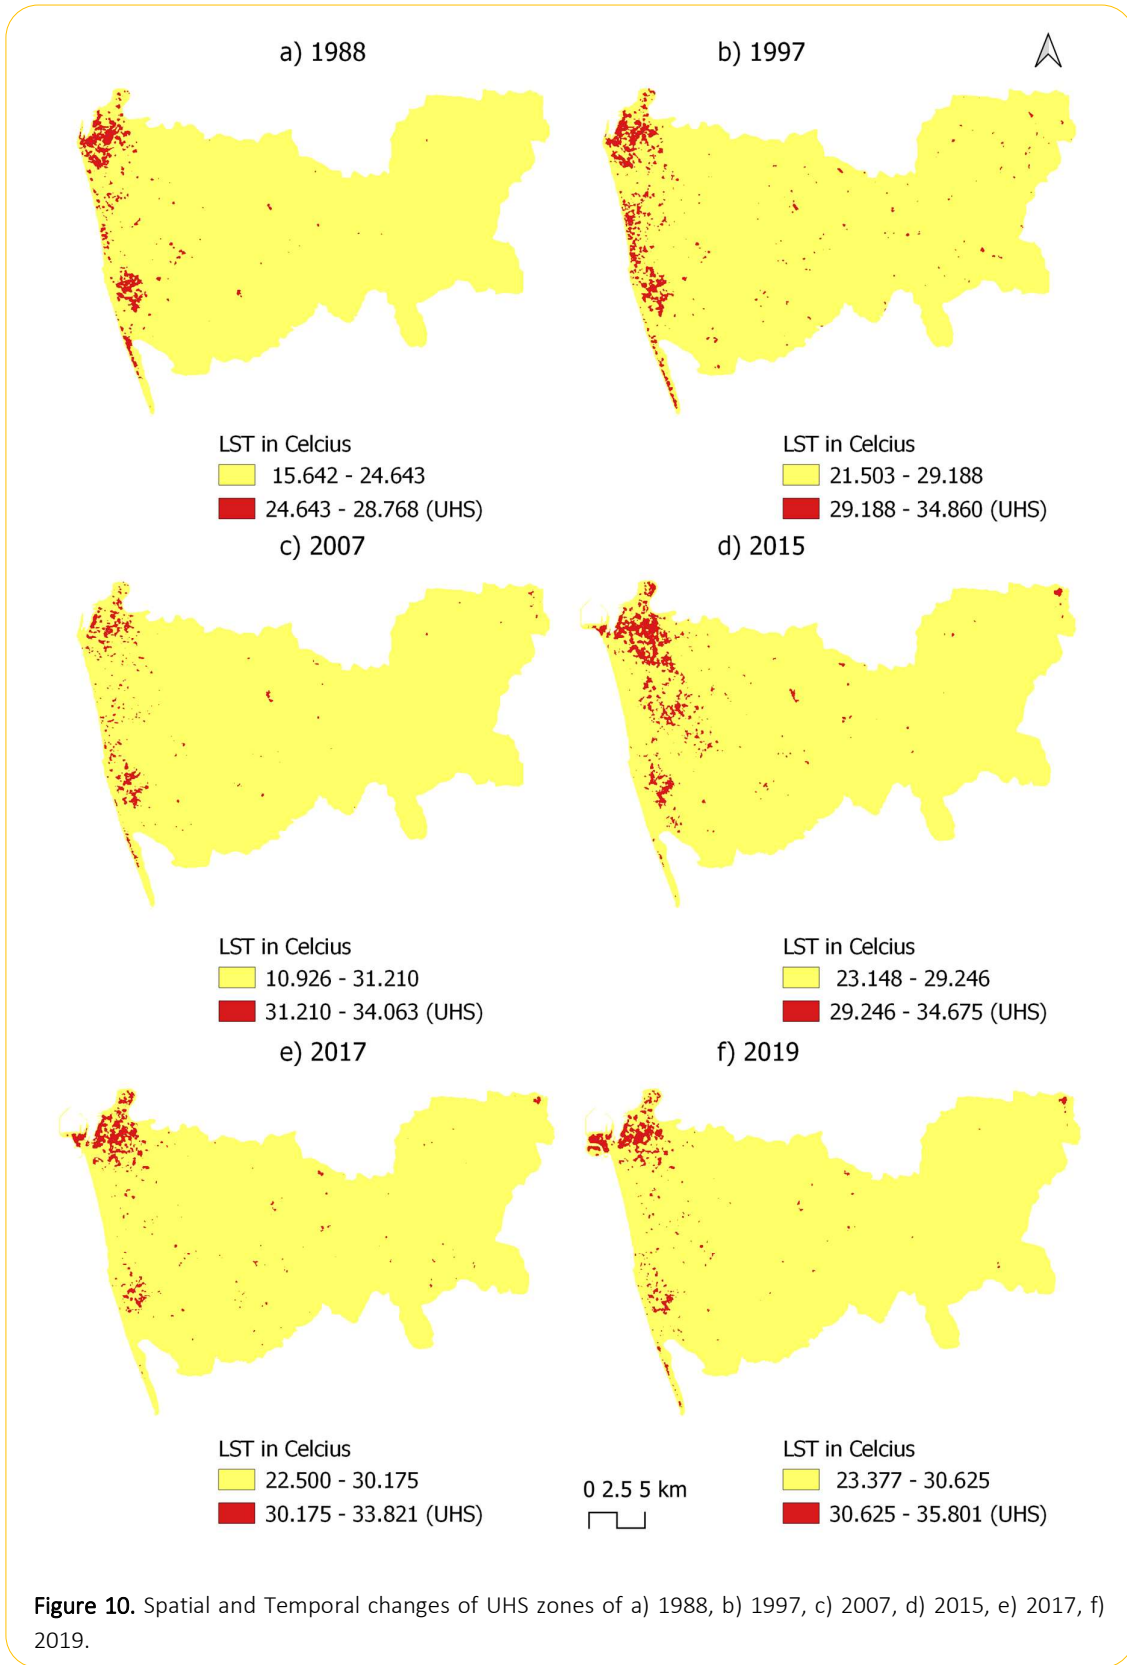 a) 1988
b) 1997
LST in Celcius
15.642 - 24.643
24.643 - 28.768 (UHS)
LST in Celcius
21.503 - 29.188
29.188 - 34.860 (UHS)
c) 2007
d) 2015
LST in Celcius
10.926 - 31.210
31.210 - 34.063 (UHS)
LST in Celcius
23.148 - 29.246
29.246 - 34.675 (UHS)
e) 2017
f) 2019
LST in Celcius
22.500 - 30.175
30.175 - 33.821 (UHS)
0 2.5 5 km
LST in Celcius
23.377 - 30.625
30.625 - 35.801 (UHS)
Figure 10. Spatial and Temporal changes of UHS zones of a) 1988, b) 1997, c) 2007, d) 2015, e) 2017, f)
2019.